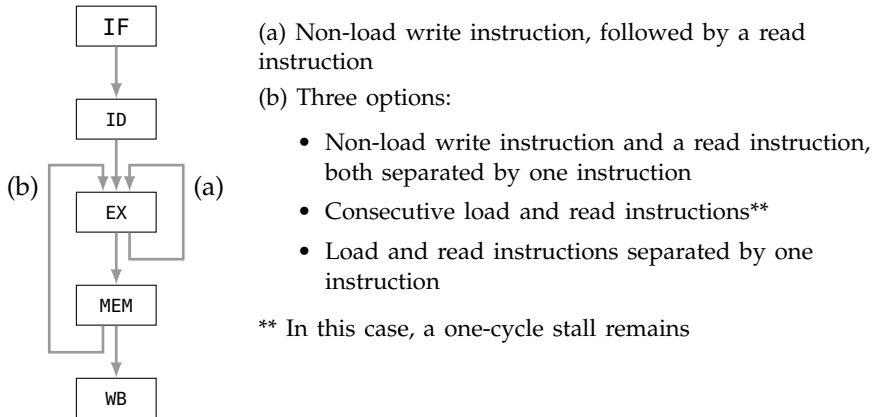 IF
ID
(b)
(a)
EX
MEM
WB
(a) Non-load write instruction, followed by a read
instruction
(b) Three options:
• Non-load write instruction and a read instruction,
both separated by one instruction
• Consecutive load and read instructions**
• Load and read instructions separated by one
instruction
** In this case, a one-cycle stall remains